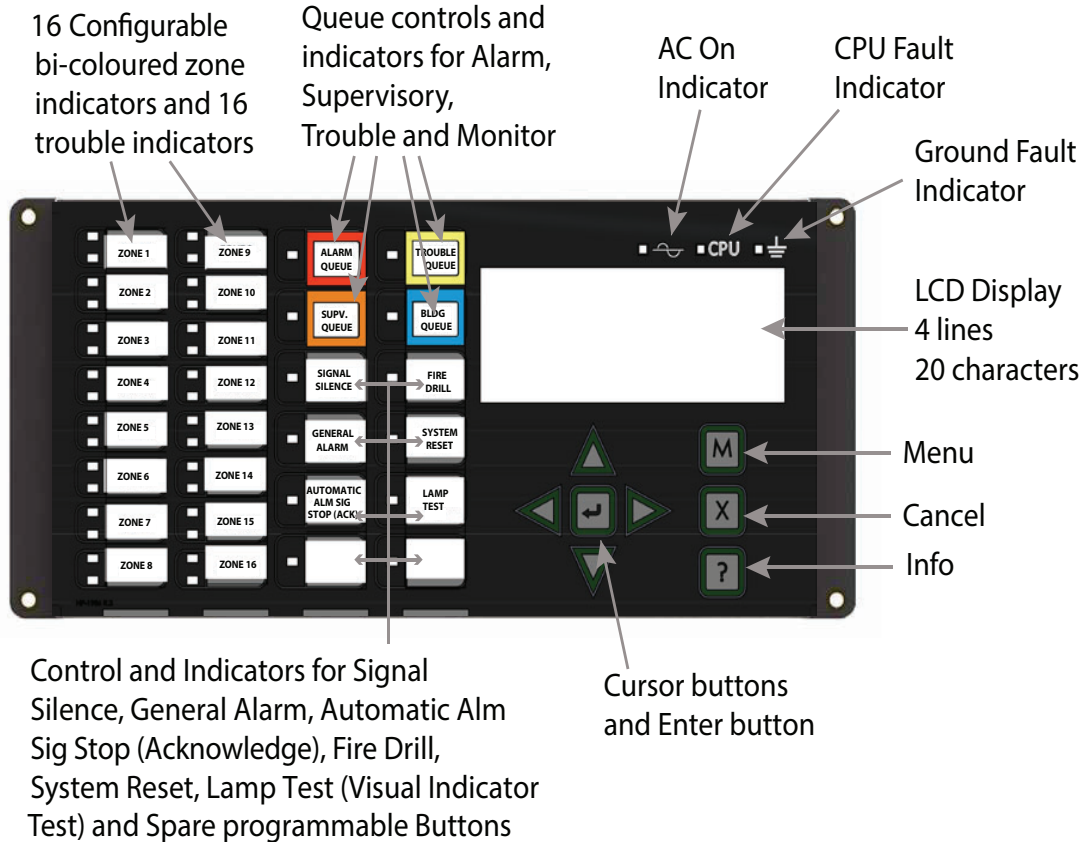 16 Configurable
bi-coloured zone
indicators and 16
trouble indicators
Queue controls and
indicators for Alarm,
Supervisory,
Trouble and Monitor
AC On
Indicator
CPU Fault
Indicator
Ground Fault
Indicator
LCD Display
4 lines
20 characters
Menu
Cancel
Info
ZONE 1
ZONE 2
ZONE 3
ZONE 4
ZONE 5
ZONE 6
ZONE 7
ZONE 8
ZONE 9
ZONE 10
ZONE 11
ZONE 12
ZONE 13
ZONE 14
ZONE 15
ZONE 16
ALARM
QUEUE
SUPV.
QUEUE
SIGNAL
SILENCE
GENERAL
ALARM
AUTOMATIC
ALM SIG
STOP (ACK)
TROUBLE
QUEUE
BLDG
QUEUE
FIRE
DRILL
SYSTEM
RESET
LAMP
TEST
CPU
M
X
?
Control and Indicators for Signal
Silence, General Alarm, Automatic Alm
Sig Stop (Acknowledge), Fire Drill,
System Reset, Lamp Test (Visual Indicator
Test) and Spare programmable Buttons
Cursor buttons
and Enter button